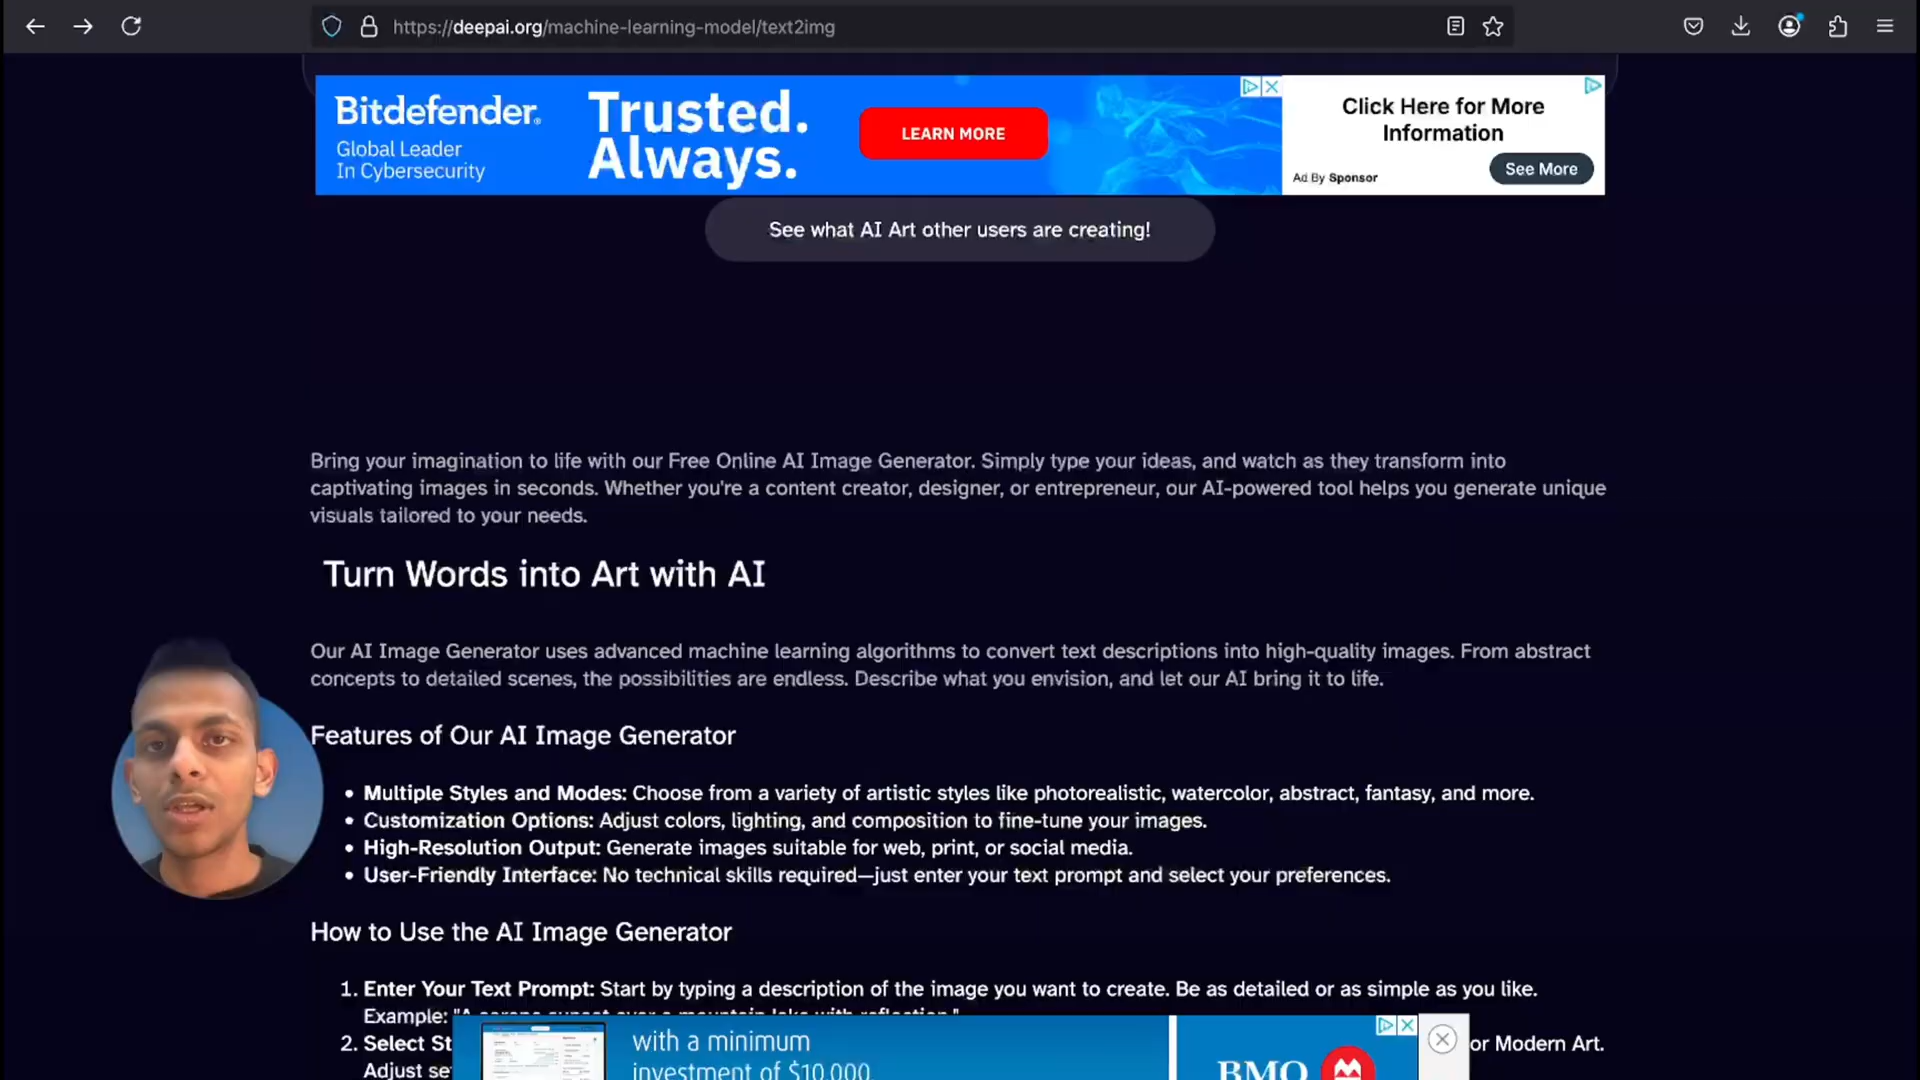 https://deepai.org/machine-learning-model/text2img
Bitdefender.
Global Leader
In Cybersecurity
Trusted.
Always.
LEARN MORE
Click Here for More
Information
Ad By Sponsor
See More
See what AI Art other users are creating!
Bring your imagination to life with our Free Online AI Image Generator. Simply type your ideas, and watch as they transform into
captivating images in seconds. Whether you're a content creator, designer, or entrepreneur, our AI-powered tool helps you generate unique
visuals tailored to your needs.
Turn Words into Art with AI
Our AI Image Generator uses advanced machine learning algorithms to convert text descriptions into high-quality images. From abstract
concepts to detailed scenes, the possibilities are endless. Describe what you envision, and let our AI bring it to life.
Features of Our AI Image Generator
• Multiple Styles and Modes: Choose from a variety of artistic styles like photorealistic, watercolor, abstract, fantasy, and more.
• Customization Options: Adjust colors, lighting, and composition to fine-tune your images.
• High-Resolution Output: Generate images suitable for web, print, or social media.
• User-Friendly Interface: No technical skills required—just enter your text prompt and select your preferences.
How to Use the AI Image Generator
1. Enter Your Text Prompt: Start by typing a description of the image you want to create. Be as detailed or as simple as you like.
Example: "A serene sunset over a mountain lake with reflection."
2. Select St or Modern Art.
Adjust se
with a minimum
investment of $10,000.
BMO